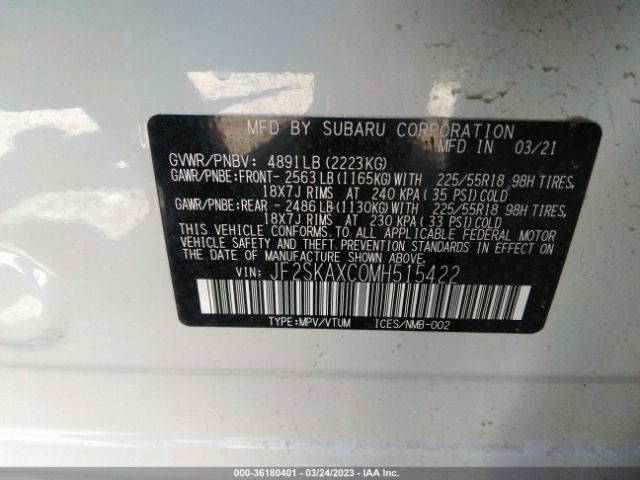 MFD BY SUBARU CORPORATION MFD IN 03/21
GVWR/PNBV: 4891LB (2223KG)
GAWR/PNBE:FRONT- 2563 LB (1165KG) WITH 225/55R18 98H TIRES,
18X7J RIMS AT 240 KPA ( 35 PSI) COLD
GAWR/PNBE:REAR - 2486 LB (1130KG) WITH 225/55R18 98H TIRES,
18X7J RIMS AT 230 KPA ( 33 PSI) COLD
THIS VEHICLE CONFORMS TO ALL APPLICABLE FEDERAL MOTOR
VEHICLE SAFETY AND THEFT PREVENTION STANDARDS IN EFFECT ON
THE DATE OF MANUFACTURE SHOWN ABOVE.
VIN: JF2SKAXC0MH515422
TYPE:MPV/VTUM ICES/NMB-002
000-36180401 - 03/24/2023 - IAA Inc.